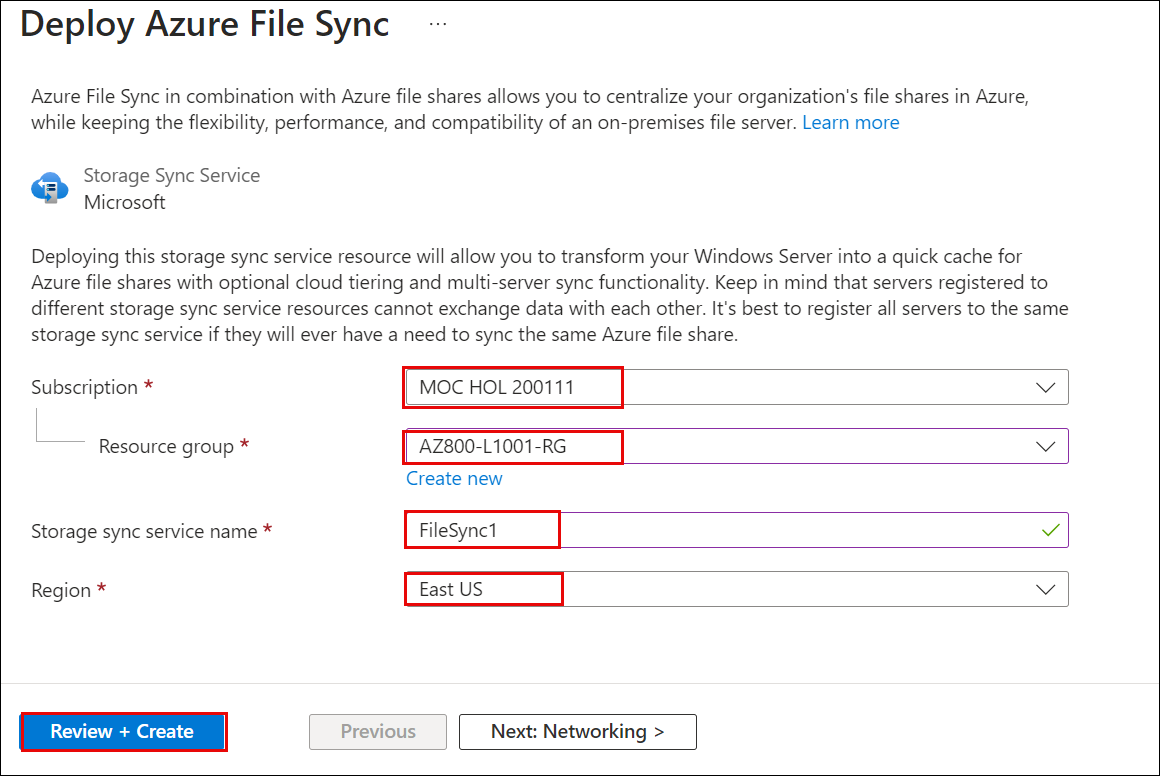 Deploy Azure File Sync ...
Azure File Sync in combination with Azure file shares allows you to centralize your organization's file shares in Azure,
while keeping the flexibility, performance, and compatibility of an on-premises file server. Learn more
Storage Sync Service
Microsoft
Deploying this storage sync service resource will allow you to transform your Windows Server into a quick cache for
Azure file shares with optional cloud tiering and multi-server sync functionality. Keep in mind that servers registered to
different storage sync service resources cannot exchange data with each other. It's best to register all servers to the same
storage sync service if they will ever have a need to sync the same Azure file share.
Subscription * MOC HOL 200111
Resource group * AZ800-L1001-RG
Create new
Storage sync service name * FileSync1
Region * East US
Review + Create Previous Next: Networking >